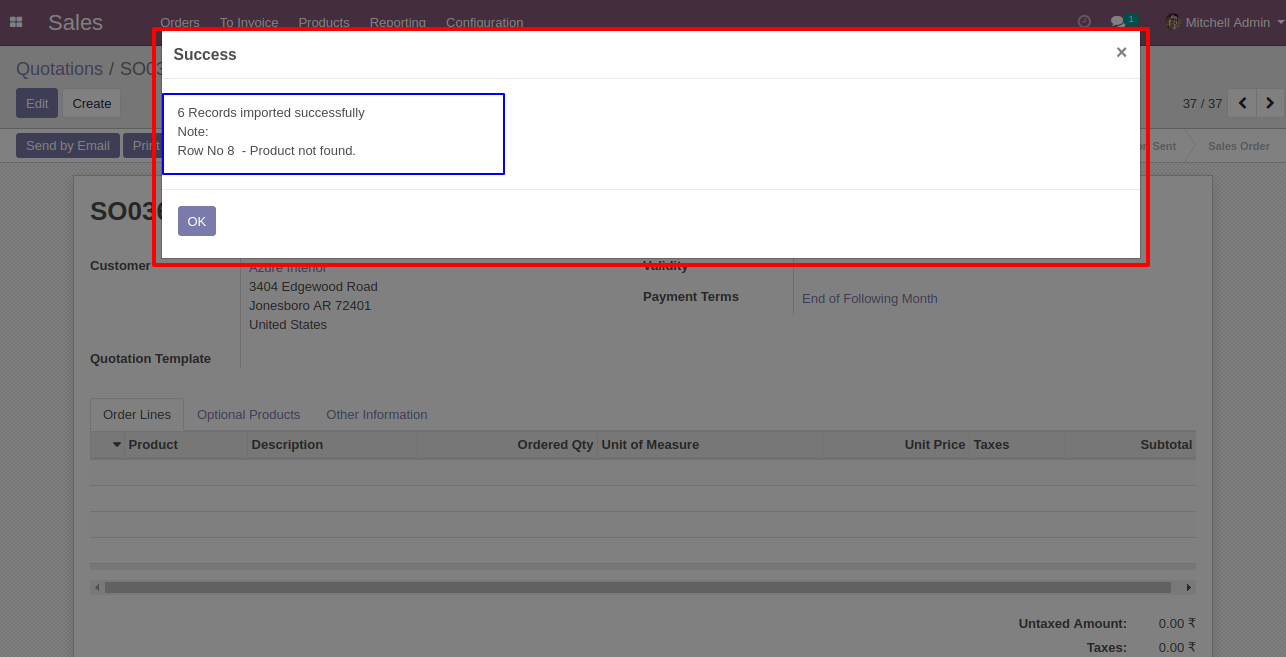 Sales Orders To Invoice Products Reporting Configuration 1 Mitchell Admin
Success ×
Quotations /
Edit Create
37 / 37
6 Records imported successfully
Note:
Row No 8 - Product not found.
Send by Email Print
Sent Sales Order
OK
Customer
Azure Interior
3404 Edgewood Road
Jonesboro AR 72401
United States
Validity
Payment Terms End of Following Month
Quotation Template
Order Lines Optional Products Other Information
Product Description Ordered Qty Unit of Measure Unit Price Taxes Subtotal
Untaxed Amount: 0.00 ₹
Taxes: 0.00 ₹